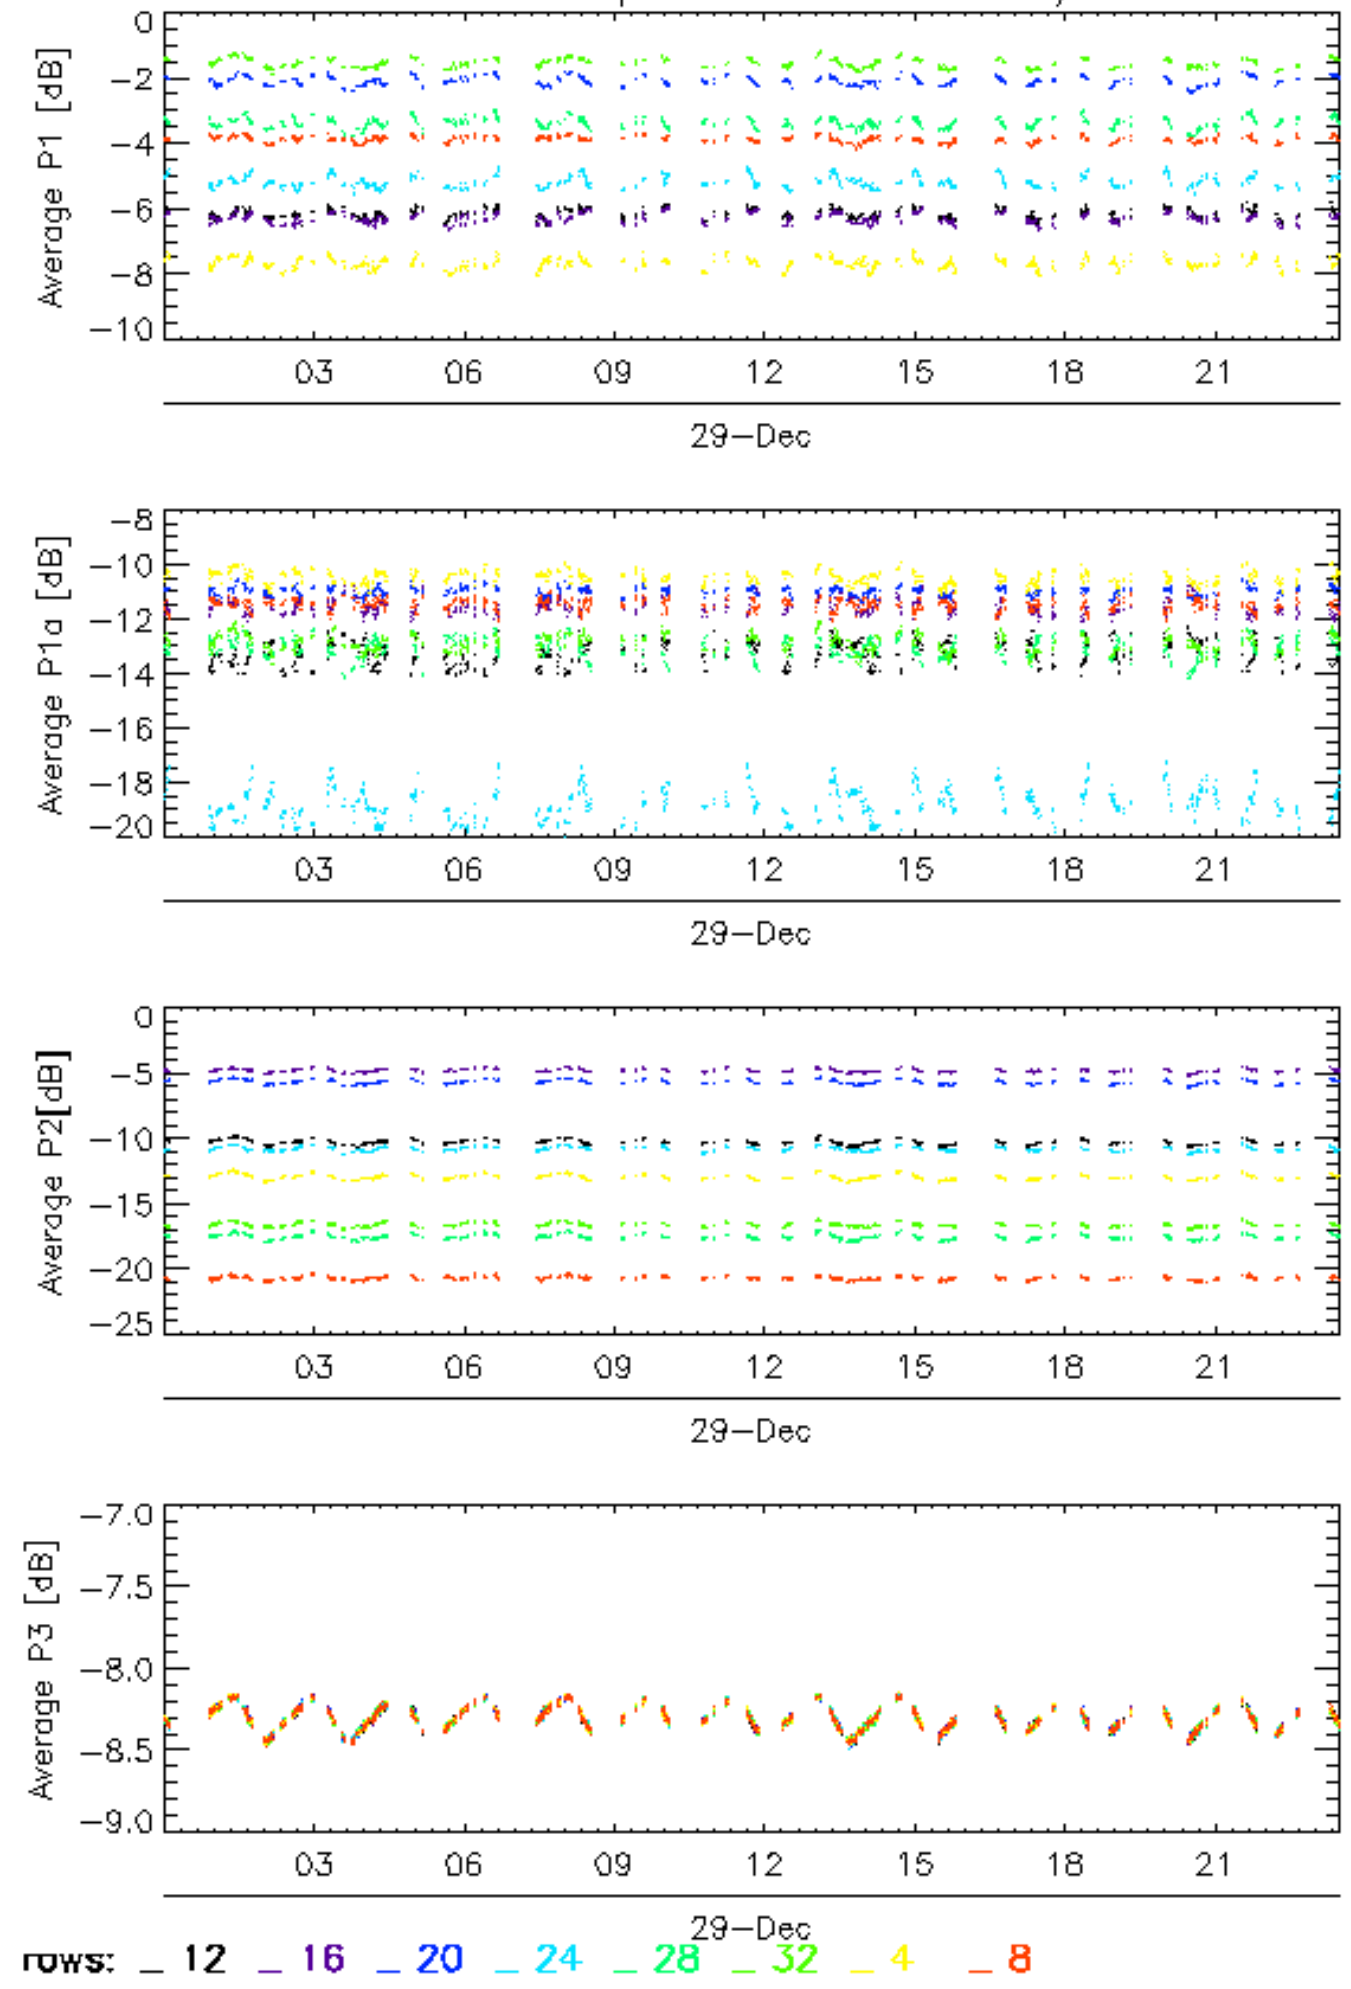 0
−2
−4
−6
−8
−10
Average P1 [dB]
03 06 09 12 15 18 21
29−Dec
−8
−10
−12
−14
−16
−18
−20
Average P1a [dB]
03 06 09 12 15 18 21
29−Dec
0
−5
−10
−15
−20
−25
Average P2[dB]
03 06 09 12 15 18 21
29−Dec
−7.0
−7.5
−8.0
−8.5
−9.0
Average P3 [dB]
03 06 09 12 15 18 21
29−Dec
rows: _ 12 _ 16 _ 20 _ 24 _ 28 _ 32 _ 4 _ 8